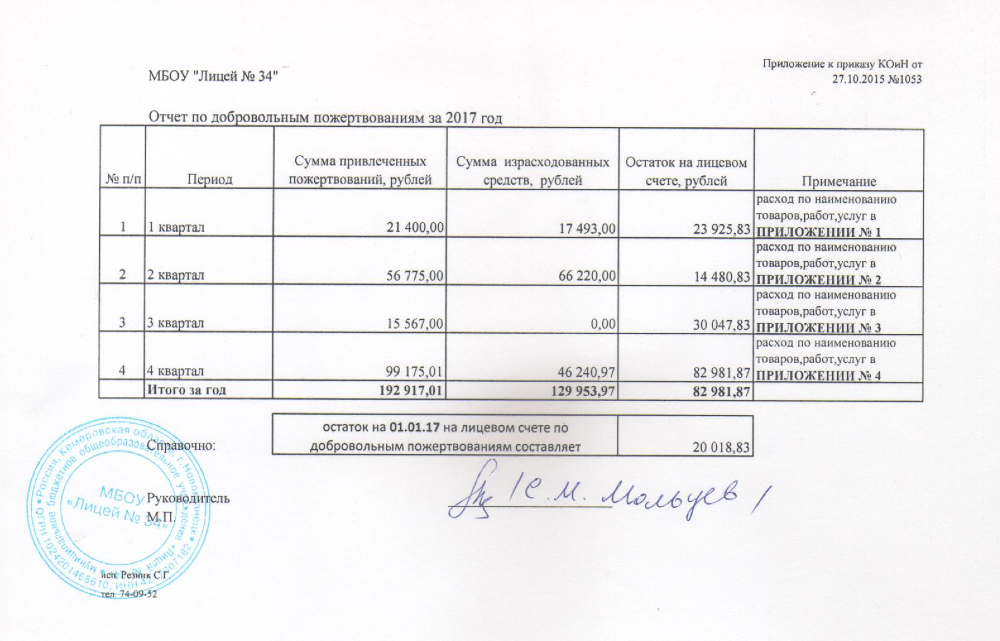 Приложение к приказу КОиН от
27.10.2015 №1053
МБОУ "Лицей № 34"
Отчет по добровольным пожертвованиям за 2017 год
№ п/п Период Сумма привлеченных пожертвований, рублей Сумма израсходованных средств, рублей Остаток на лицевом счете, рублей Примечание
1 1 квартал 21 400,00 17 493,00 23 925,83 расход по наименованию товаров,работ,услуг в ПРИЛОЖЕНИИ № 1
2 2 квартал 56 775,00 66 220,00 14 480,83 расход по наименованию товаров,работ,услуг в ПРИЛОЖЕНИИ № 2
3 3 квартал 15 567,00 0,00 30 047,83 расход по наименованию товаров,работ,услуг в ПРИЛОЖЕНИИ № 3
4 4 квартал 99 175,01 46 240,97 82 981,87 расход по наименованию товаров,работ,услуг в ПРИЛОЖЕНИИ № 4
Итого за год 192 917,01 129 953,97 82 981,87
Справочно: остаток на 01.01.17 на лицевом счете по добровольным пожертвованиям составляет 20 018,83
Руководитель
/С.М. Мальцев/
М.П.
Россия, Кемеровская область, г. Новокузнецк
ОГРН 1024201468610, ИНН
муниципальное бюджетное общеобразовательное учреждение «Лицей №
МБОУ
«Лицей № 34»
исп. Резник С.Г.
тел. 74-09-52